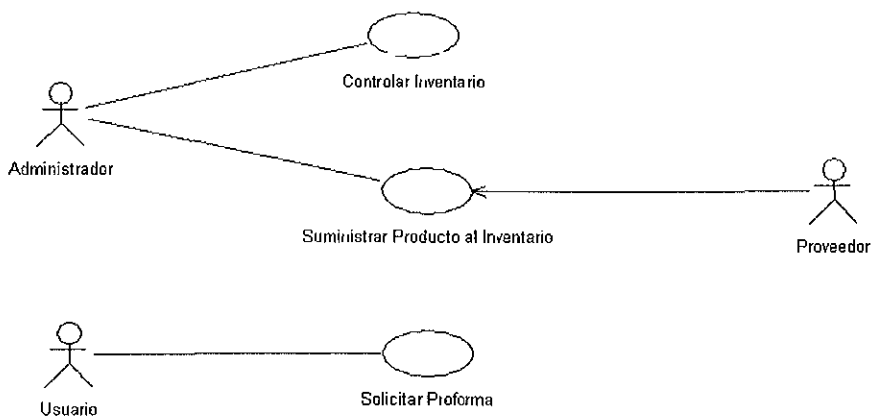 Controlar Inventario
Administrador
Suministrar Producto al Inventario
Proveedor
Solicitar Proforma
Usuario